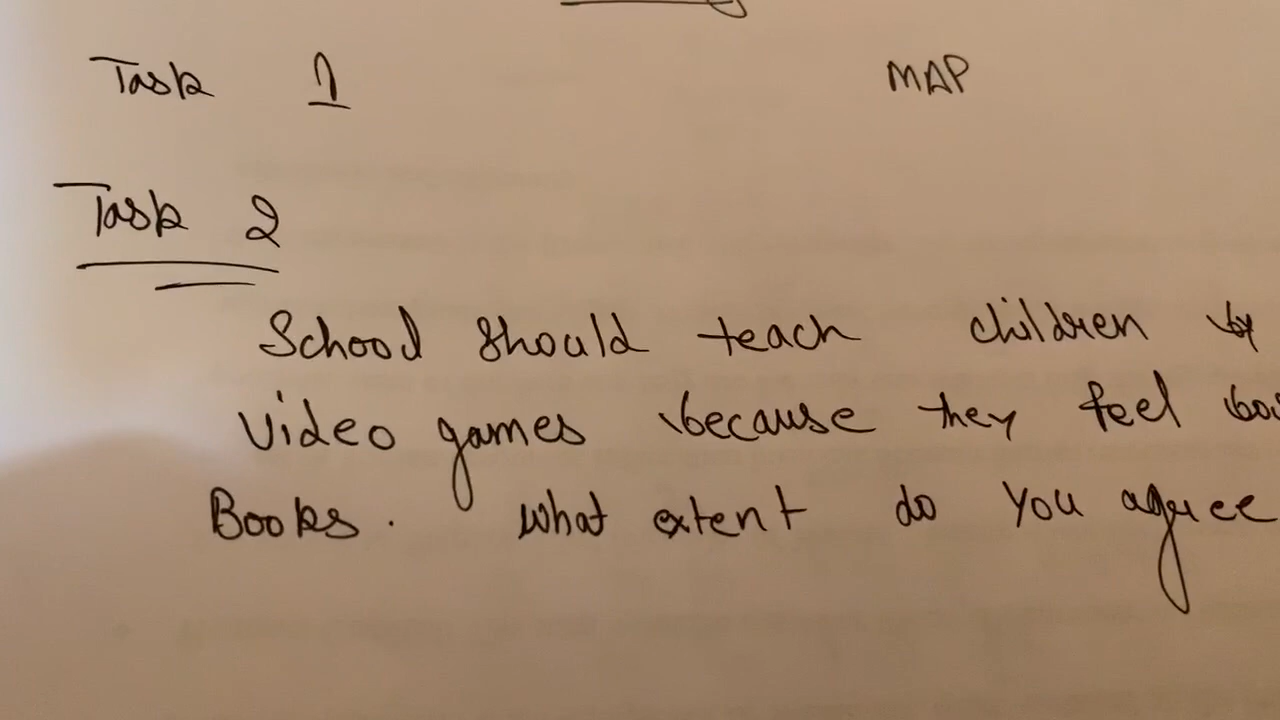 Task 1 MAP
Task 2
School should teach children by
video games because they feel
Books. what extent do you agree